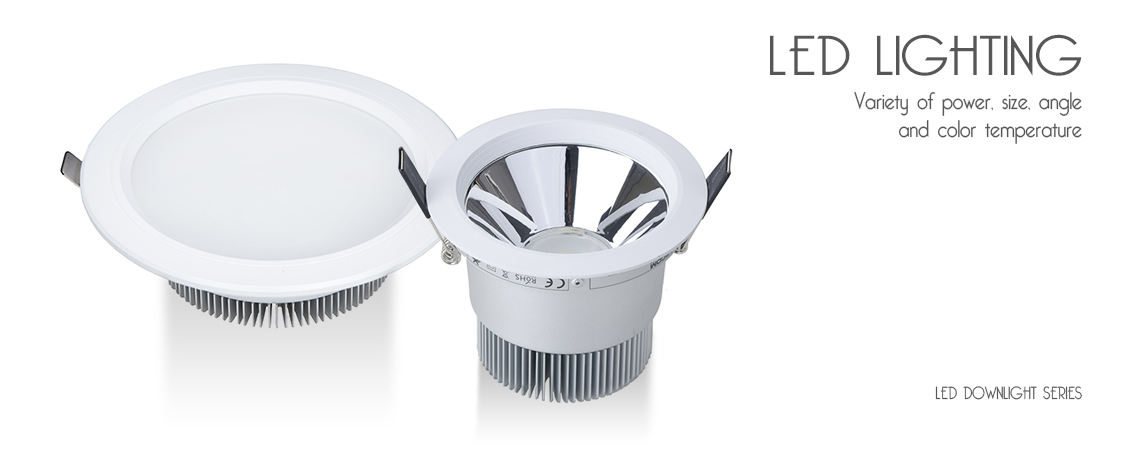 LED LIGHTING
Variety of power, size, angle
and color temperature
CE RoHS
LED DOWNLIGHT SERIES